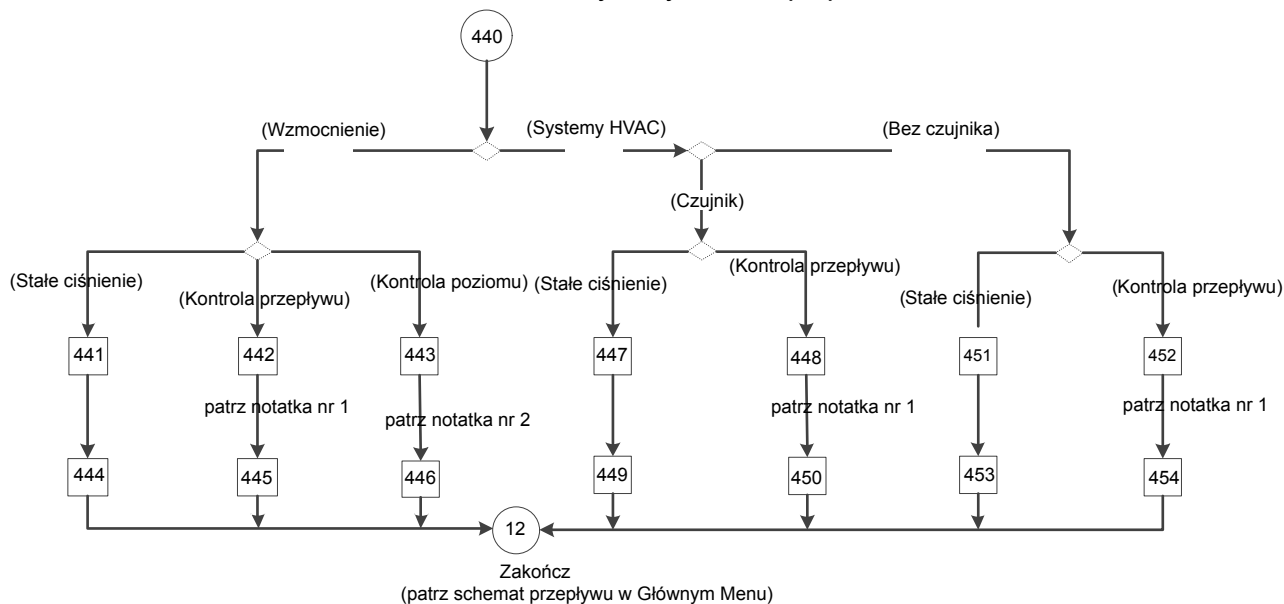 440
(Wzmocnienie)
(Systemy HVAC)
(Bez czujnika)
(Czujnik)
(Stałe ciśnienie)
(Kontrola przepływu)
(Kontrola poziomu)
(Stałe ciśnienie)
(Kontrola przepływu)
(Stałe ciśnienie)
(Kontrola przepływu)
441
442
443
447
448
451
452
patrz notatka nr 1
patrz notatka nr 2
patrz notatka nr 1
patrz notatka nr 1
444
445
446
449
450
453
454
12
Zakończ
(patrz schemat przepływu w Głównym Menu)